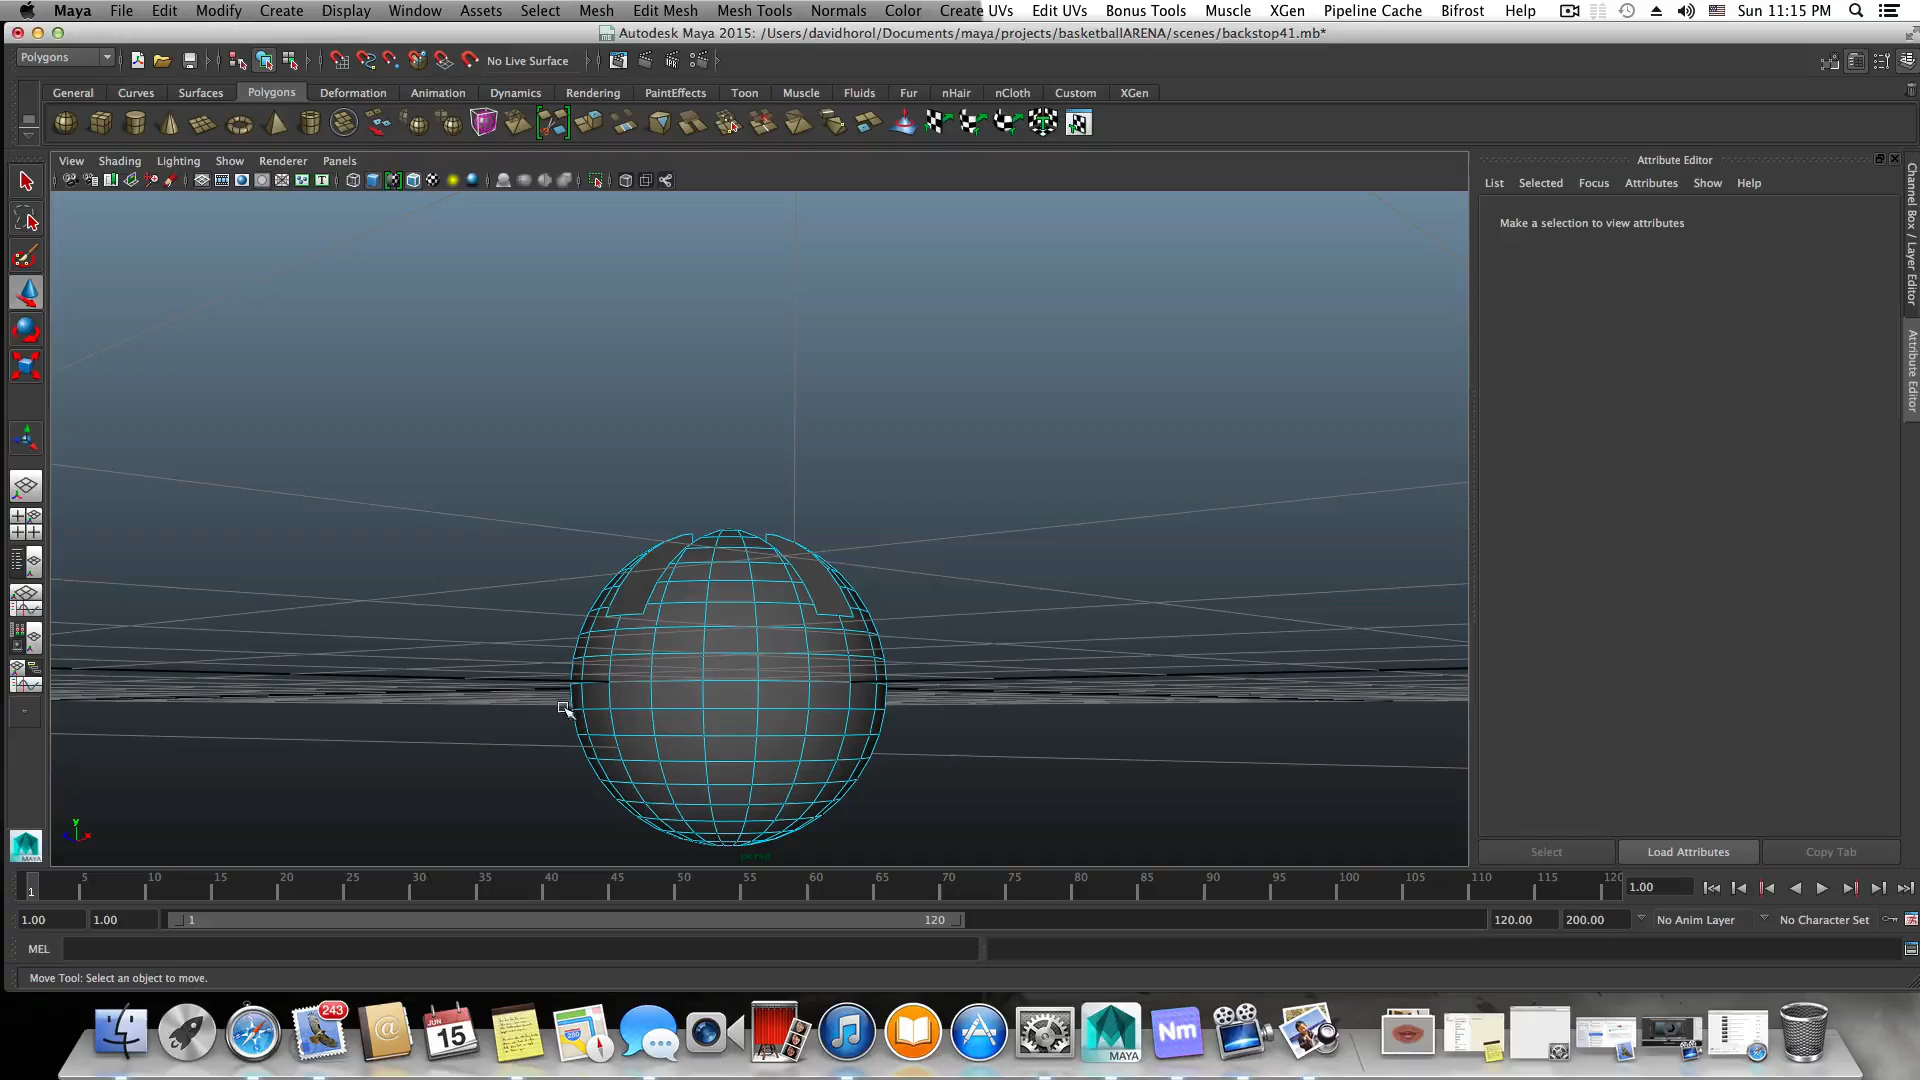 Maya File Edit Modify Create Display Window Assets Select Mesh Edit Mesh Mesh Tools Normals Color Create UVs Edit UVs Bonus Tools Muscle XGen Pipeline Cache Bifrost Help Sun 11:15 PM
Autodesk Maya 2015: /Users/davidhorol/Documents/maya/projects/basketballARENA/scenes/backstop41.mb*
Polygons No Live Surface
General Curves Surfaces Polygons Deformation Animation Dynamics Rendering PaintEffects Toon Muscle Fluids Fur nHair nCloth Custom XGen
View Shading Lighting Show Renderer Panels
Attribute Editor
List Selected Focus Attributes Show Help
Make a selection to view attributes
Channel Box / Layer Editor
Attribute Editor
y
x
persp
MAYA
Select Load Attributes Copy Tab
1 5 10 15 20 25 30 35 40 45 50 55 60 65 70 75 80 85 90 95 100 105 110 115 120 1.00
1.00 1.00 1 120 120.00 200.00 No Anim Layer No Character Set
MEL
Move Tool: Select an object to move.
243
JUN
15
280
MAYA
Nm